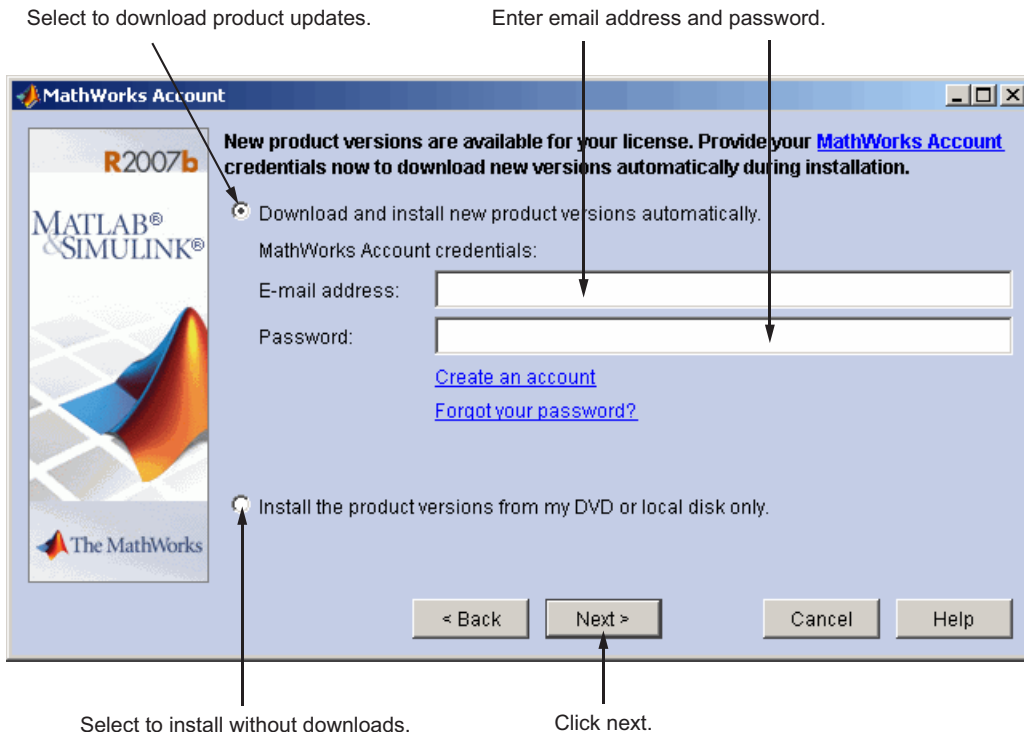 Select to download product updates.
Enter email address and password.
MathWorks Account
R2007b
MATLAB®
&SIMULINK®
The MathWorks
New product versions are available for your license. Provide your MathWorks Account
credentials now to download new versions automatically during installation.
Download and install new product versions automatically.
MathWorks Account credentials:
E-mail address:
Password:
Create an account
Forgot your password?
Install the product versions from my DVD or local disk only.
< Back
Next >
Cancel
Help
Select to install without downloads.
Click next.